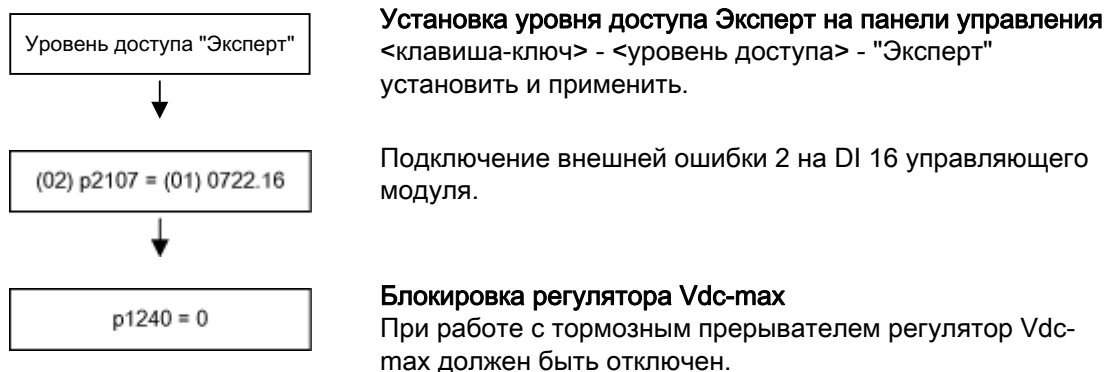 Уровень доступа "Эксперт"
Установка уровня доступа Эксперт на панели управления
<клавиша-ключ> - <уровень доступа> - "Эксперт"
установить и применить.
(02) p2107 = (01) 0722.16
Подключение внешней ошибки 2 на DI 16 управляющего
модуля.
p1240 = 0
Блокировка регулятора Vdc-max
При работе с тормозным прерывателем регулятор Vdc-
max должен быть отключен.